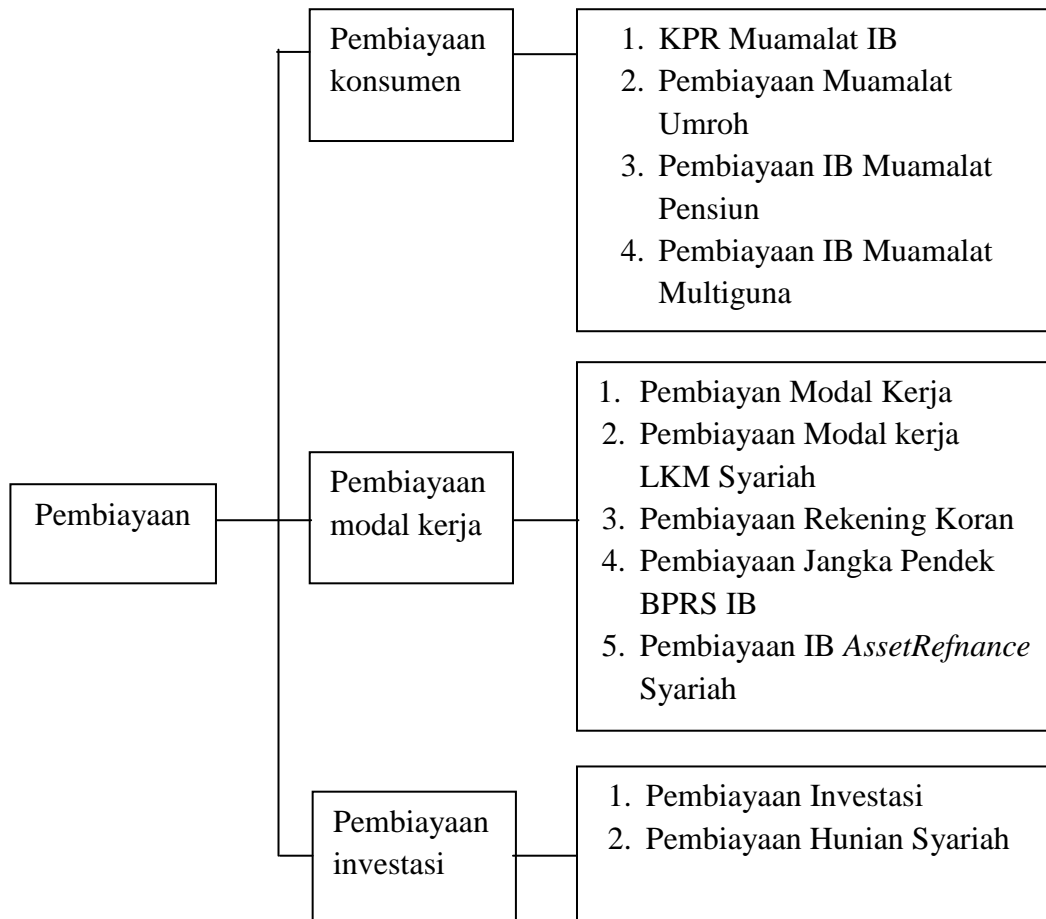 Pembiayaan
Pembiayaan
konsumen
1. KPR Muamalat IB
2. Pembiayaan Muamalat
Umroh
3. Pembiayaan IB Muamalat
Pensiun
4. Pembiayaan IB Muamalat
Multiguna
Pembiayaan
modal kerja
1. Pembiayan Modal Kerja
2. Pembiayaan Modal kerja
LKM Syariah
3. Pembiayaan Rekening Koran
4. Pembiayaan Jangka Pendek
BPRS IB
5. Pembiayaan IB AssetRefnance
Syariah
Pembiayaan
investasi
1. Pembiayaan Investasi
2. Pembiayaan Hunian Syariah